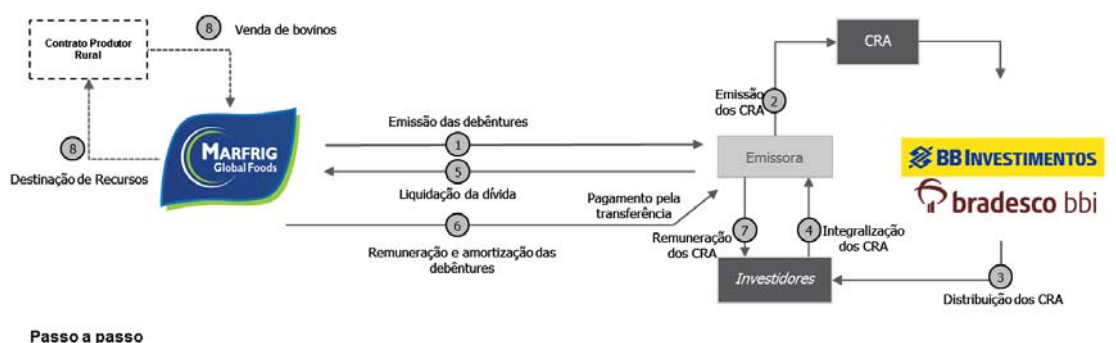 8
Venda de bovinos
Contrato Produtor
Rural
CRA
Emissão
dos CRA
2
Emissão das debêntures
1
MARFRIG
Global Foods
8
Destinação de Recursos
Emissora
BB INVESTIMENTOS
bradesco bbi
5
Liquidação da dívida
Pagamento pela
transferência
6
Remuneração e amortização das
debêntures
Remuneração
dos CRA
7
4
Integralização
dos CRA
Investidores
3
Distribuição dos CRA
Passo a passo